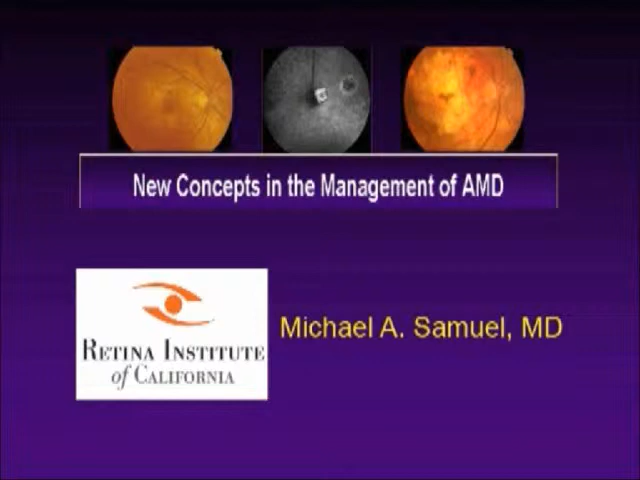 New Concepts in the Management of AMD
Michael A. Samuel, MD
RETINA INSTITUTE
of CALIFORNIA